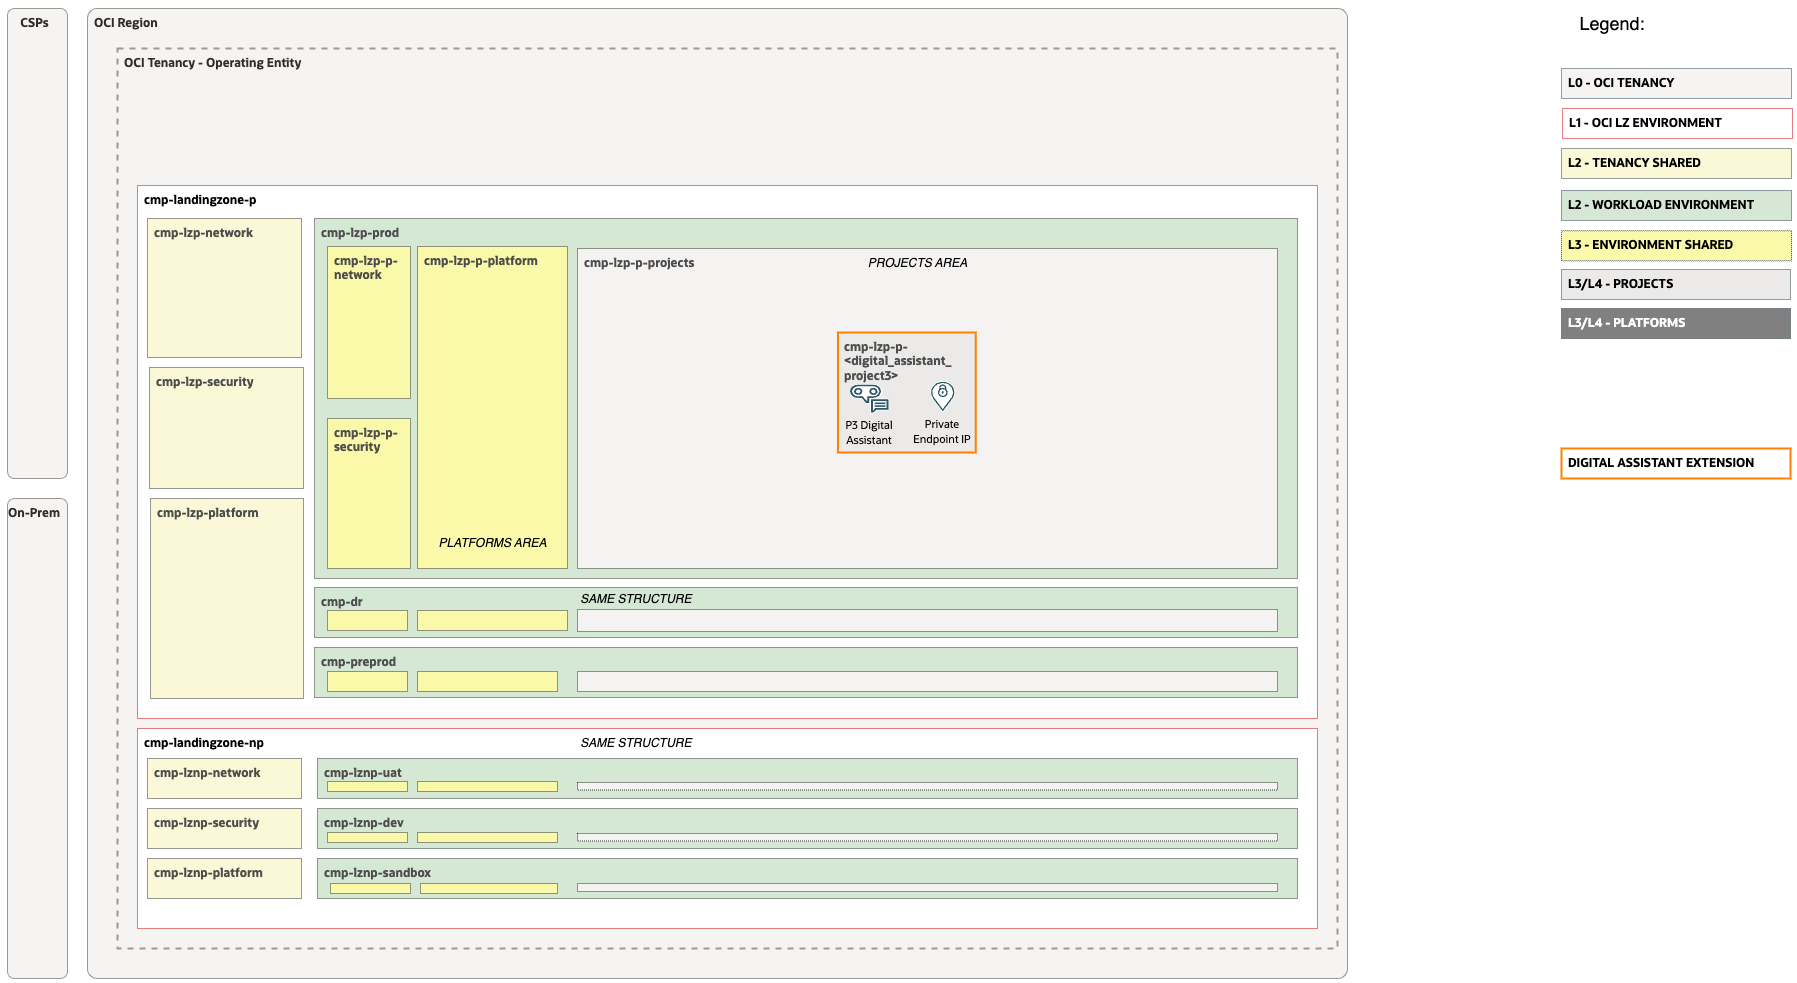 CSPs
OCI Region
Legend:
OCI Tenancy - Operating Entity
L0 - OCI TENANCY
L1 - OCI LZ ENVIRONMENT
L2 - TENANCY SHARED
L2 - WORKLOAD ENVIRONMENT
L3 - ENVIRONMENT SHARED
L3/L4 - PROJECTS
L3/L4 - PLATFORMS
DIGITAL ASSISTANT EXTENSION
On-Prem
cmp-landingzone-p
cmp-lzp-network
cmp-lzp-security
cmp-lzp-platform
cmp-lzp-prod
cmp-lzp-p-
network
cmp-lzp-p-
security
cmp-lzp-p-platform
PLATFORMS AREA
cmp-lzp-p-projects
PROJECTS AREA
cmp-lzp-p-
<digital_assistant_
project3>
P3 Digital
Assistant
Private
Endpoint IP
cmp-dr
SAME STRUCTURE
cmp-preprod
cmp-landingzone-np
SAME STRUCTURE
cmp-lznp-network
cmp-lznp-security
cmp-lznp-platform
cmp-lznp-uat
cmp-lznp-dev
cmp-lznp-sandbox